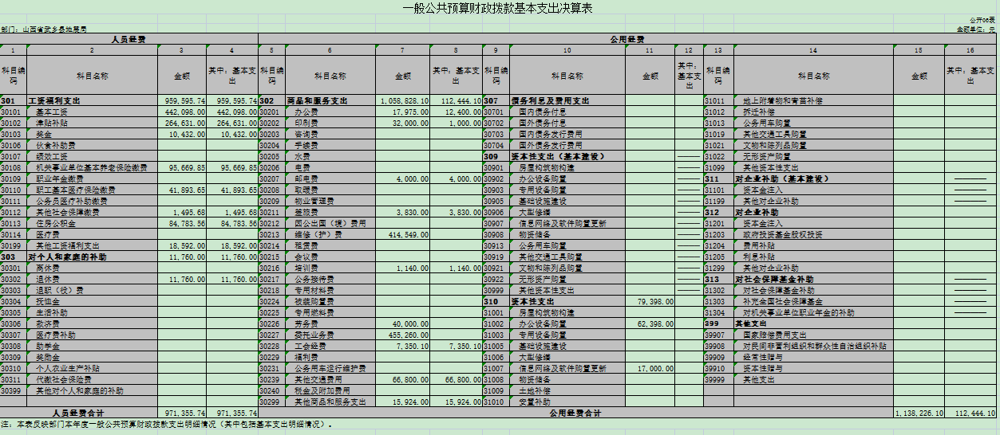 一般公共预算财政拨款基本支出决算表
公开06表
部门：山西省武乡县地震局 金额单位：元
人员经费 公用经费
1 2 3 4 5 6 7 8 9 10 11 12 13 14 15 16
科目编码 科目名称 金额 其中：基本支出 科目编码 科目名称 金额 其中：基本支出 科目编码 科目名称 金额 其中：基本支出 科目编码 科目名称 金额 其中：基本支出
301 工资福利支出 959,595.74 959,595.74 302 商品和服务支出 1,058,828.10 112,444.10 307 债务利息及费用支出 31011 地上附着物和青苗补偿
30101 基本工资 442,098.00 442,098.00 30201 办公费 17,975.00 12,400.00 30701 国内债务付息 31012 拆迁补偿
30102 津贴补贴 264,631.00 264,631.00 30202 印刷费 32,000.00 1,000.00 30702 国外债务付息 31013 公务用车购置
30103 奖金 10,432.00 10,432.00 30203 咨询费 30703 国内债务发行费用 31019 其他交通工具购置
30106 伙食补助费 30204 手续费 30704 国外债务发行费用 31021 文物和陈列品购置
30107 绩效工资 30205 水费 309 资本性支出（基本建设） ——— 31022 无形资产购置
30108 机关事业单位基本养老保险缴费 95,669.85 95,669.85 30206 电费 30901 房屋构筑物构建 ——— 31099 其他资本性支出
30109 职业年金缴费 30207 邮电费 4,000.00 4,000.00 30902 办公设备购置 ——— 311 对企业补助（基本建设） ———
30110 职工基本医疗保险缴费 41,893.65 41,893.65 30208 取暖费 30903 专用设备购置 ——— 31101 资本金注入 ———
30111 公务员医疗补助缴费 30209 物业管理费 30905 基础设施建设 ——— 31199 其他对企业补助 ———
30112 其他社会保障缴费 1,495.68 1,495.68 30211 差旅费 3,830.00 3,830.00 30906 大型修缮 ——— 312 对企业补助
30113 住房公积金 84,783.56 84,783.56 30212 因公出国（境）费用 30907 信息网络及软件购置更新 ——— 31201 资本金注入
30114 医疗费 30213 维修（护）费 414,549.00 30908 物资储备 ——— 31203 政府投资基金股权投资
30199 其他工资福利支出 18,592.00 18,592.00 30214 租赁费 30913 公务用车购置 ——— 31204 费用补贴
303 对个人和家庭的补助 11,760.00 11,760.00 30215 会议费 30919 其他交通工具购置 ——— 31205 利息补贴
30301 离休费 30216 培训费 1,140.00 1,140.00 30921 文物和陈列品购置 ——— 31299 其他对企业补助
30302 退休费 11,760.00 11,760.00 30217 公务接待费 30922 无形资产购置 ——— 313 对社会保障基金补助 ———
30303 退职（役）费 30218 专用材料费 30999 其他资本性支出 ——— 31302 对社会保障基金补助 ———
30304 抚恤金 30224 被装购置费 310 资本性支出 79,398.00 31303 补充全国社会保障基金 ———
30305 生活补助 30225 专用燃料费 31001 房屋构筑物构建 31304 对机关事业单位职业年金的补助 ———
30306 救济费 30226 劳务费 40,000.00 31002 办公设备购置 62,398.00 399 其他支出
30307 医疗费补助 30227 委托业务费 455,260.00 31003 专用设备购置 39907 国家赔偿费用支出
30308 助学金 30228 工会经费 7,350.10 7,350.10 31005 基础设施建设 39908 对民间非营利组织和群众性自治组织补贴
30309 奖励金 30229 福利费 31006 大型修缮 39909 经常性赠与
30310 个人农业生产补贴 30231 公务用车运行维护费 31007 信息网络及软件购置更新 17,000.00 39910 资本性赠与
30311 代缴社会保险费 30239 其他交通费用 66,800.00 66,800.00 31008 物资储备 39999 其他支出
30399 其他对个人和家庭的补助 30240 税金及附加费用 31009 土地补偿
30299 其他商品和服务支出 15,924.00 15,924.00 31010 安置补助
人员经费合计 971,355.74 971,355.74 公用经费合计 1,138,226.10 112,444.10
注：本表反映部门本年度一般公共预算财政拨款支出明细情况（其中包括基本支出明细情况）。